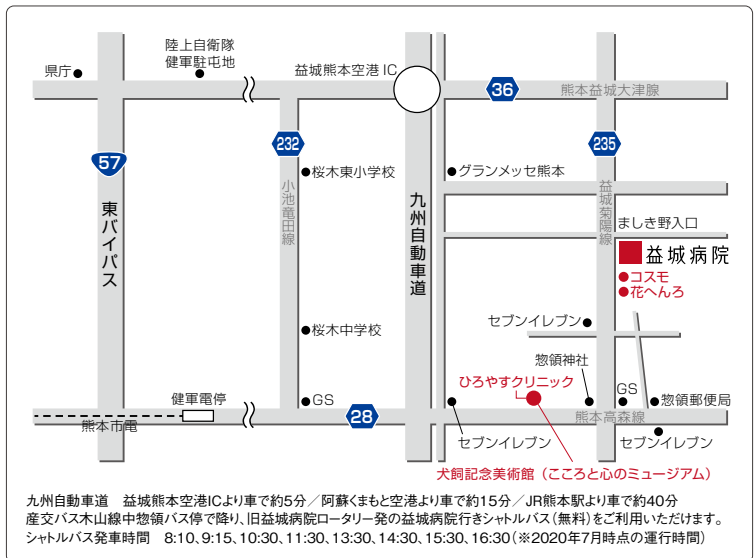 陸上自衛隊
健軍駐屯地
県庁
益城熊本空港IC
36
熊本益城大津線
57
232
235
桜木東小学校
グランメッセ熊本
東バイパス
小池竜田線
九州自動車道
益城菊陽線
ましき野入口
益城病院
コスモ
花へんろ
セブンイレブン
桜木中学校
惣領神社
ひろやすクリニック
健軍電停
GS
28
GS
惣領郵便局
熊本市電
熊本高森線
セブンイレブン
セブンイレブン
犬飼記念美術館（こころと心のミュージアム）
九州自動車道　益城熊本空港ICより車で約5分／阿蘇くまもと空港より車で約15分／JR熊本駅より車で約40分
産交バス木山線中惣領バス停で降り、旧益城病院ロータリー発の益城病院行きシャトルバス（無料）をご利用いただけます。
シャトルバス発車時間　8:10、9:15、10:30、11:30、13:30、14:30、15:30、16:30（※2020年7月時点の運行時間）